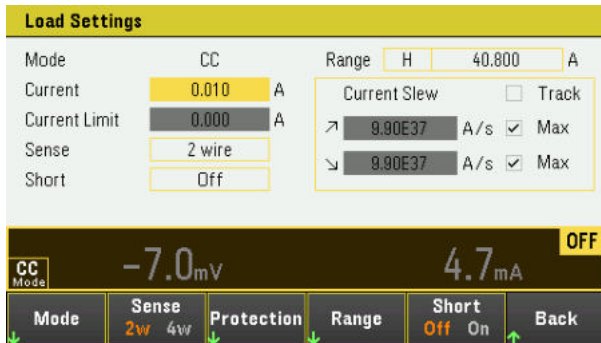 Load Settings
Mode CC Range H 40.800 A
Current 0.010 A Current Slew Track
Current Limit 0.000 A 9.90E37 A/s Max
Sense 2 wire 9.90E37 A/s Max
Short Off
OFF
CC Mode -7.0mV 4.7mA
Mode Sense Protection Range Short Back
2w 4w Off On